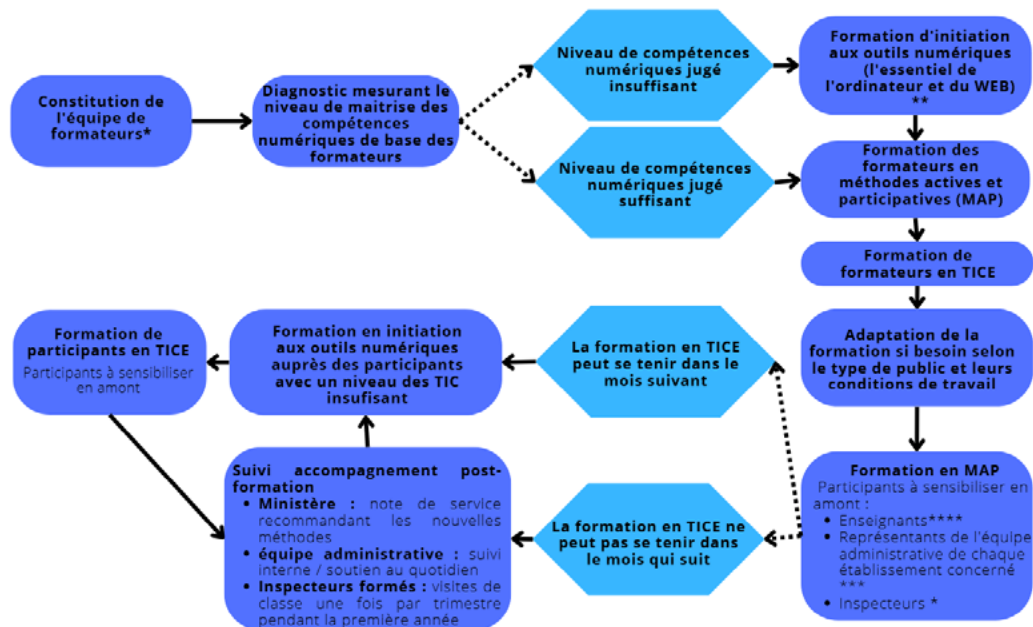 Constitution de
l'équipe de
formateurs*
Diagnostic mesurant le
niveau de maitrise des
compétences
numériques de base des
formateurs
Niveau de compétences
numériques jugé
insuffisant
Niveau de compétences
numériques jugé
suffisant
Formation d'initiation
aux outils numériques
(l'essentiel de
l'ordinateur et du WEB)
**
Formation des
formateurs en
méthodes actives et
participatives (MAP)
Formation de
formateurs en TICE
Adaptation de la
formation si besoin selon
le type de public et leurs
conditions de travail
Formation en MAP
Participants à sensibiliser en
amont :
• Enseignants****
• Représentants de l'équipe
administrative de chaque
établissement concerné
***
• Inspecteurs *
La formation en TICE
peut se tenir dans le
mois suivant
La formation en TICE ne
peut pas se tenir dans
le mois qui suit
Formation en initiation
aux outils numériques
auprès des participants
avec un niveau des TIC
insufisant
Formation de
participants en TICE
Participants à sensibiliser
en amont
Suivi accompagnement post-
formation
• Ministère : note de service
recommandant les nouvelles
méthodes
• équipe administrative : suivi
interne / soutien au quotidien
• Inspecteurs formés : visites de
classe une fois par trimestre
pendant la première année